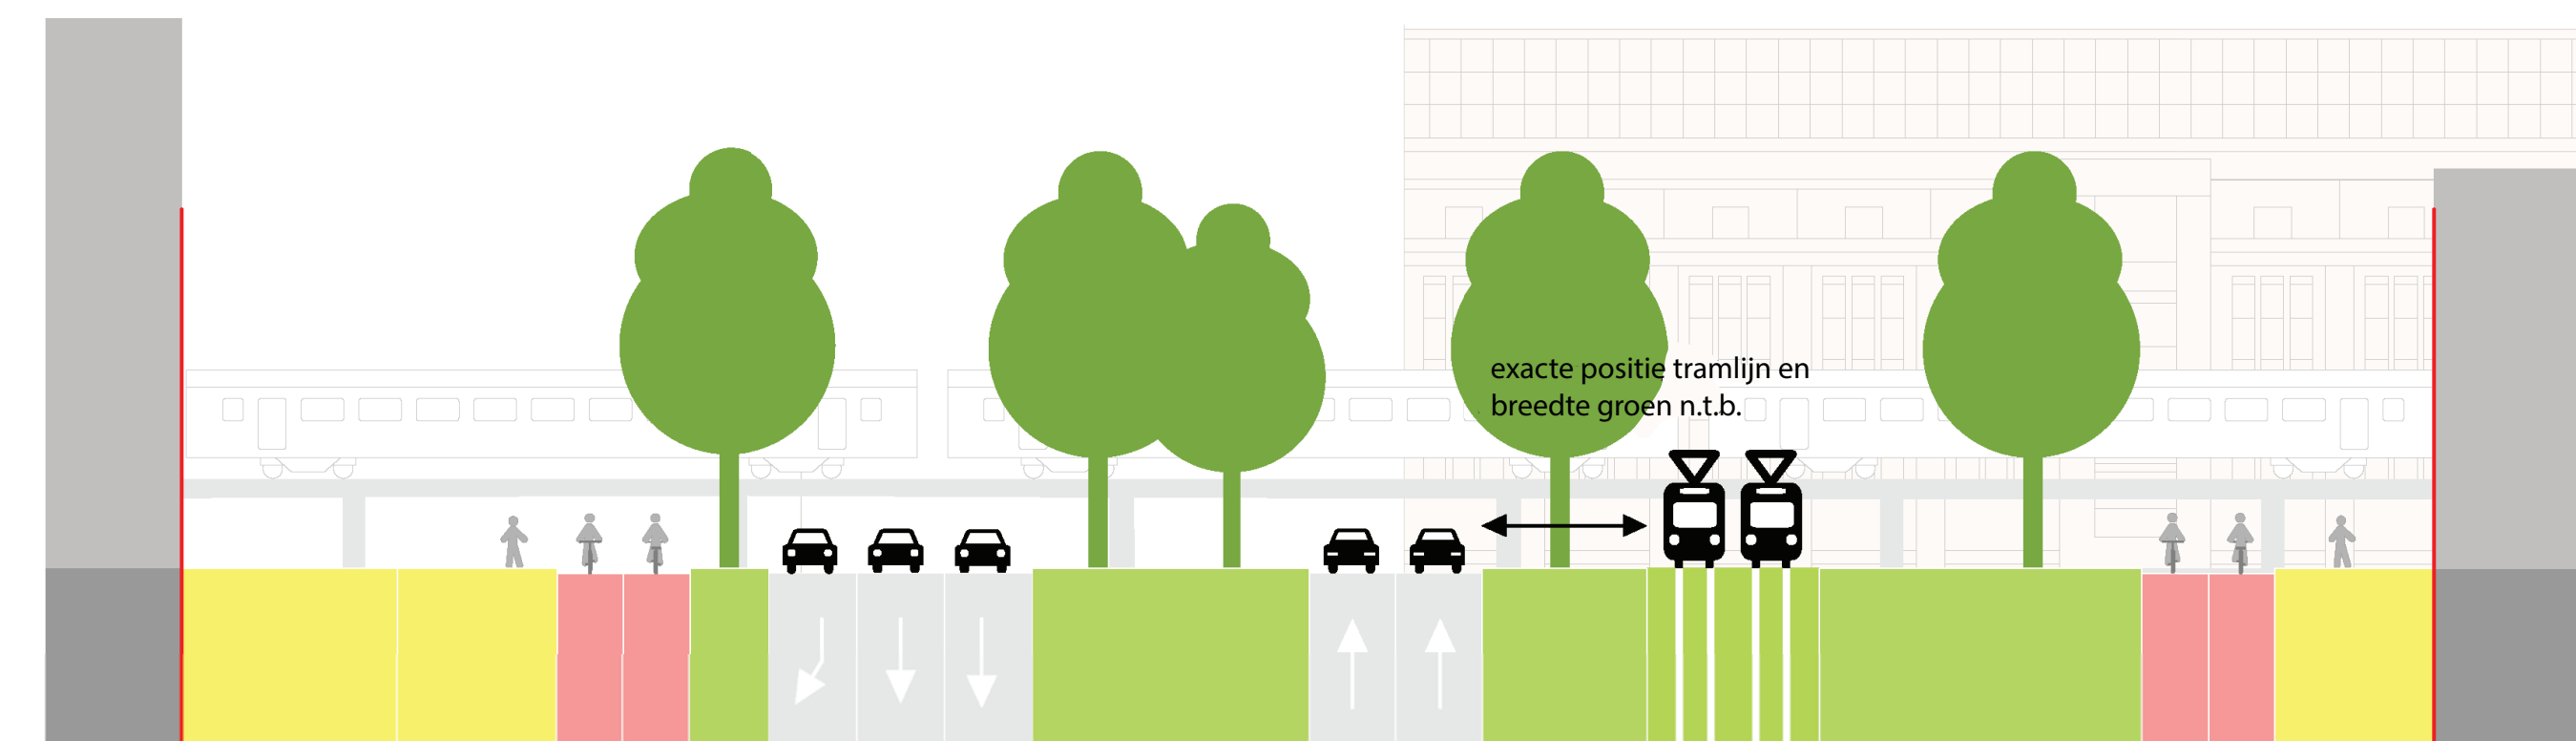 exacte positie tramlijn en
breedte groen n.t.b.